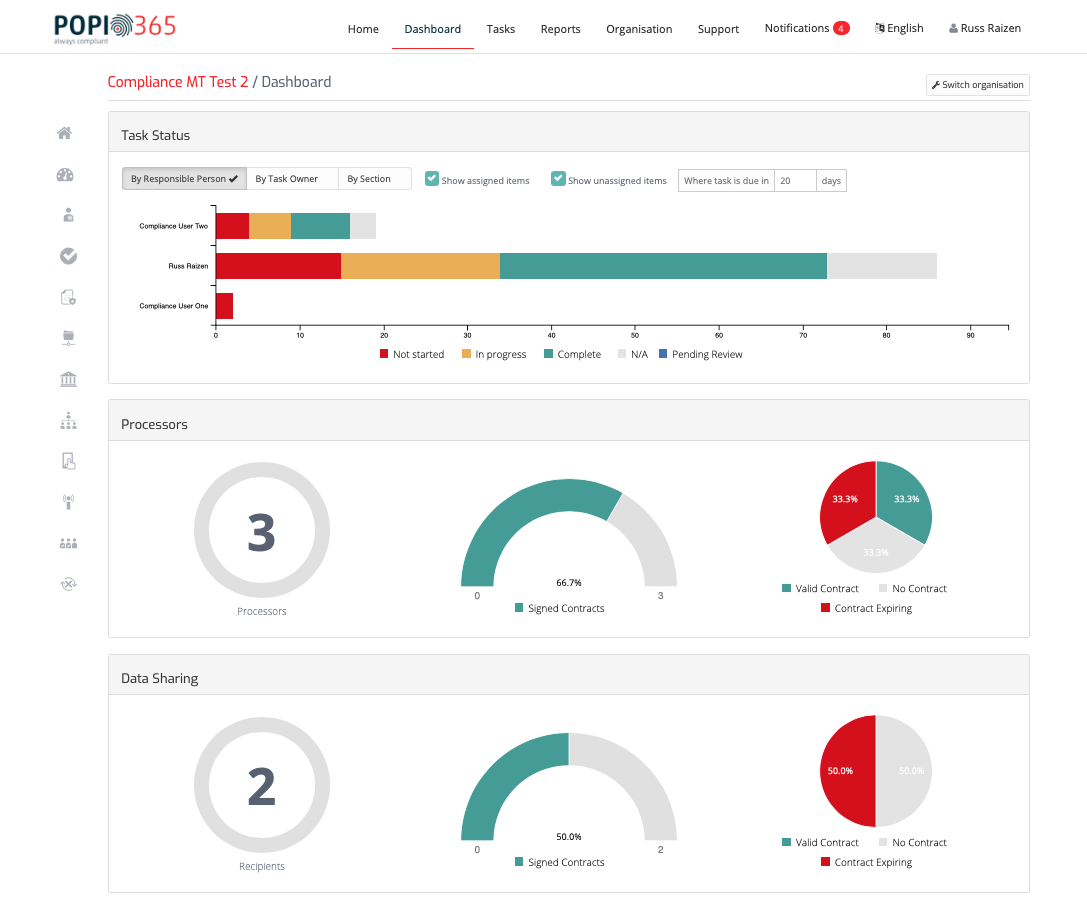 POPI 365
always compliant
Home Dashboard Tasks Reports Organisation Support Notifications 4 English Russ Raizen
Compliance MT Test 2 / Dashboard
Switch organisation
Task Status
By Responsible Person By Task Owner By Section Show assigned items Show unassigned items Where task is due in 20 days
Compliance User Two
Russ Raizen
Compliance User One
0 10 20 30 40 50 60 70 80 90
Not started In progress Complete N/A Pending Review
Processors
3
Processors
66.7%
0 3
Signed Contracts
33.3% 33.3%
33.3%
Valid Contract No Contract
Contract Expiring
Data Sharing
2
Recipients
50.0%
0 2
Signed Contracts
50.0% 50.0%
Valid Contract No Contract
Contract Expiring